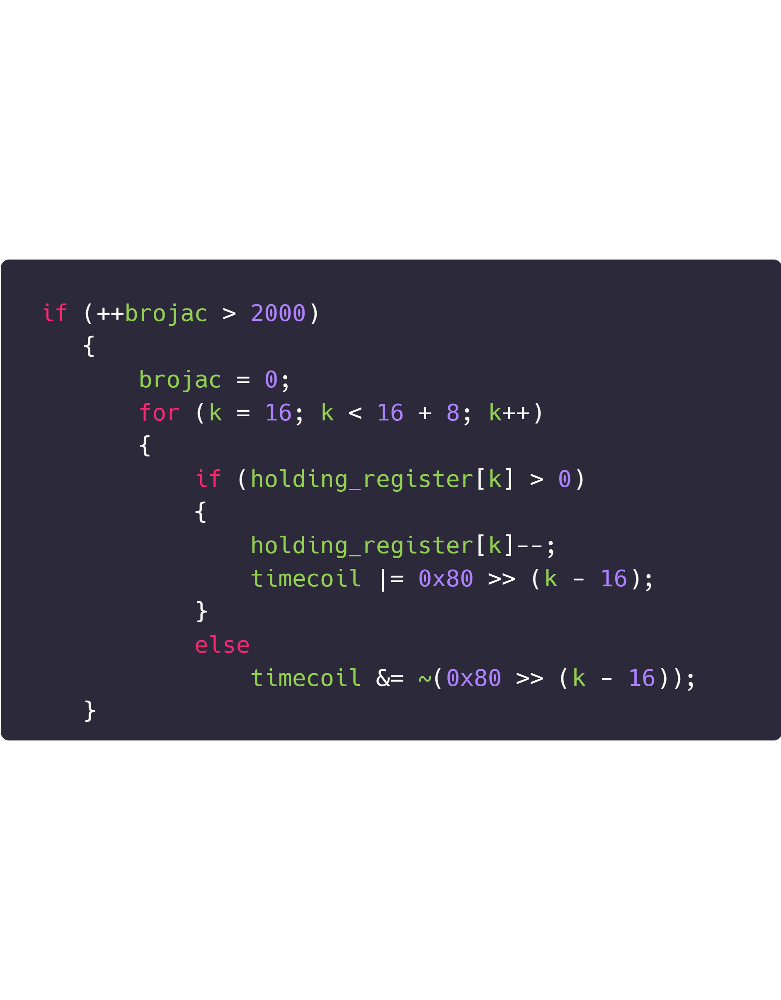 if (++brojac > 2000)
{
brojac = 0;
for (k = 16; k < 16 + 8; k++)
{
if (holding_register[k] > 0)
{
holding_register[k]--;
timecoil |= 0x80 >> (k - 16);
}
else
timecoil &= ~(0x80 >> (k - 16));
}